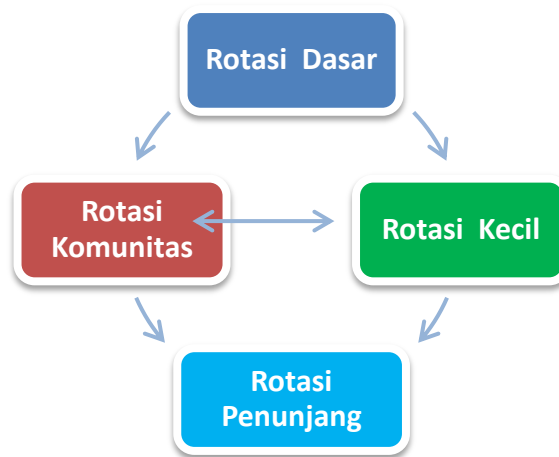 Rotasi Dasar
Rotasi
Komunitas
Rotasi Kecil
Rotasi
Penunjang